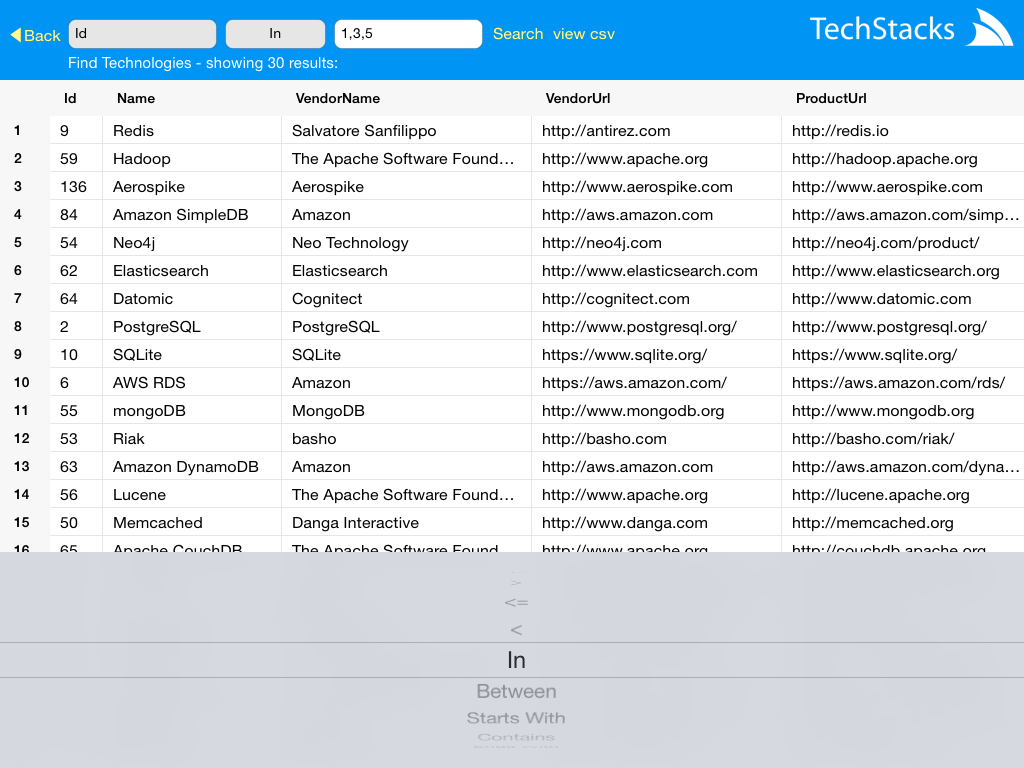 Back Id In 1,3,5 Search view csv TechStacks
Find Technologies - showing 30 results:
Id Name VendorName VendorUrl ProductUrl
1 9 Redis Salvatore Sanfilippo http://antirez.com http://redis.io
2 59 Hadoop The Apache Software Found… http://www.apache.org http://hadoop.apache.org
3 136 Aerospike Aerospike http://www.aerospike.com http://www.aerospike.com
4 84 Amazon SimpleDB Amazon http://aws.amazon.com http://aws.amazon.com/simp…
5 54 Neo4j Neo Technology http://neo4j.com http://neo4j.com/product/
6 62 Elasticsearch Elasticsearch http://www.elasticsearch.com http://www.elasticsearch.org
7 64 Datomic Cognitect http://cognitect.com http://www.datomic.com
8 2 PostgreSQL PostgreSQL http://www.postgresql.org/ http://www.postgresql.org/
9 10 SQLite SQLite https://www.sqlite.org/ https://www.sqlite.org/
10 6 AWS RDS Amazon https://aws.amazon.com/ https://aws.amazon.com/rds/
11 55 mongoDB MongoDB http://www.mongodb.org http://www.mongodb.org
12 53 Riak basho http://basho.com http://basho.com/riak/
13 63 Amazon DynamoDB Amazon http://aws.amazon.com http://aws.amazon.com/dyna…
14 56 Lucene The Apache Software Found… http://www.apache.org http://lucene.apache.org
15 50 Memcached Danga Interactive http://www.danga.com http://memcached.org
16 65 Apache CouchDB The Apache Software Found… http://www.apache.org http://couchdb.apache.org
>
<=
<
In
Between
Starts With
Contains